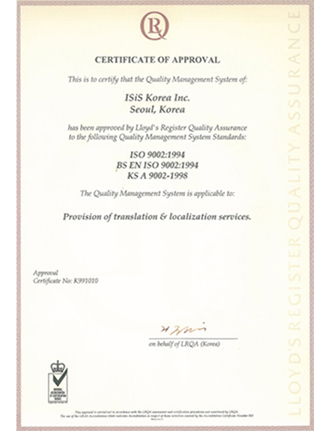 R
CERTIFICATE OF APPROVAL
This is to certify that the Quality Management System of:
ISiS Korea Inc.
Seoul, Korea
has been approved by Lloyd's Register Quality Assurance
to the following Quality Management System Standards:
ISO 9002:1994
BS EN ISO 9002:1994
KS A 9002-1998
The Quality Management System is applicable to:
Provision of translation & localization services.
Approval
Certificate No: K991010
on behalf of LRQA (Korea)
LLOYD'S REGISTER QUALITY ASSURANCE